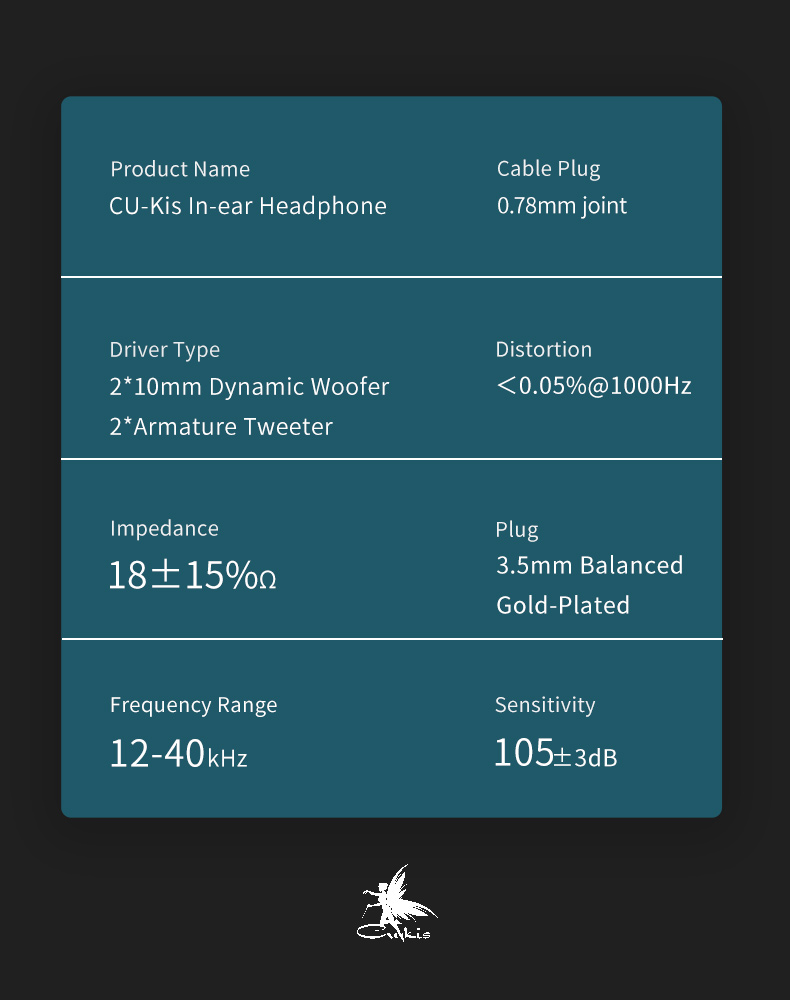 Product Name
CU-Kis In-ear Headphone
Cable Plug
0.78mm joint
Driver Type
2*10mm Dynamic Woofer
2*Armature Tweeter
Distortion
<0.05%@1000Hz
Impedance
18±15%Ω
Plug
3.5mm Balanced
Gold-Plated
Frequency Range
12-40kHz
Sensitivity
105±3dB
Cukis